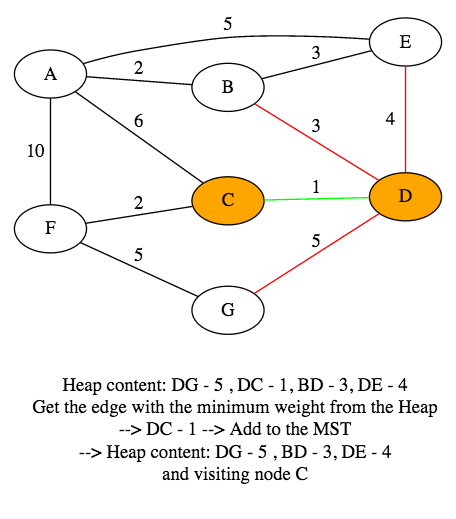 5
E
A
2
3
B
6
3
4
10
1
C
D
2
F
5
5
G
Heap content: DG - 5 , DC - 1, BD - 3, DE - 4
Get the edge with the minimum weight from the Heap
--> DC - 1 --> Add to the MST
--> Heap content: DG - 5 , BD - 3, DE - 4
and visiting node C